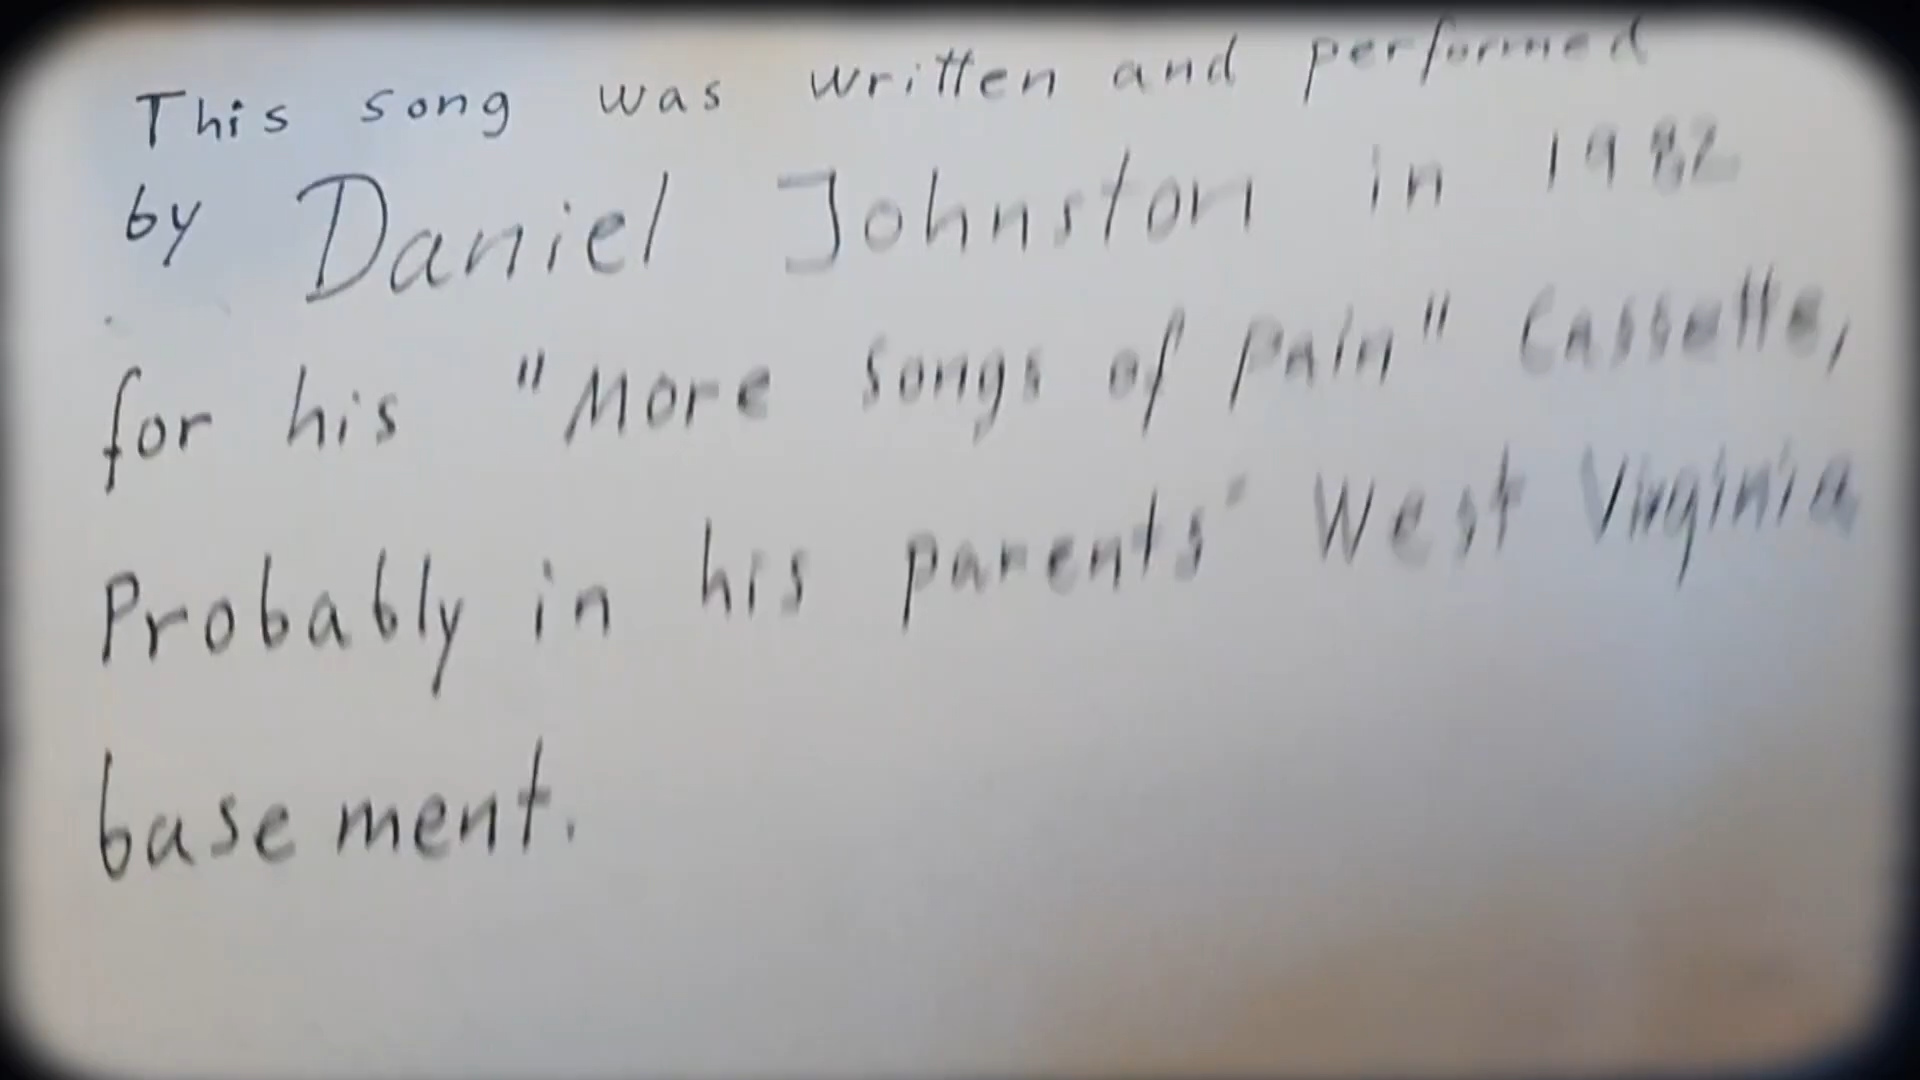 This song was written and performed
by Daniel Johnston in 1982
for his "More Songs of Pain" Cassette,
Probably in his parents' West Virginia
basement.